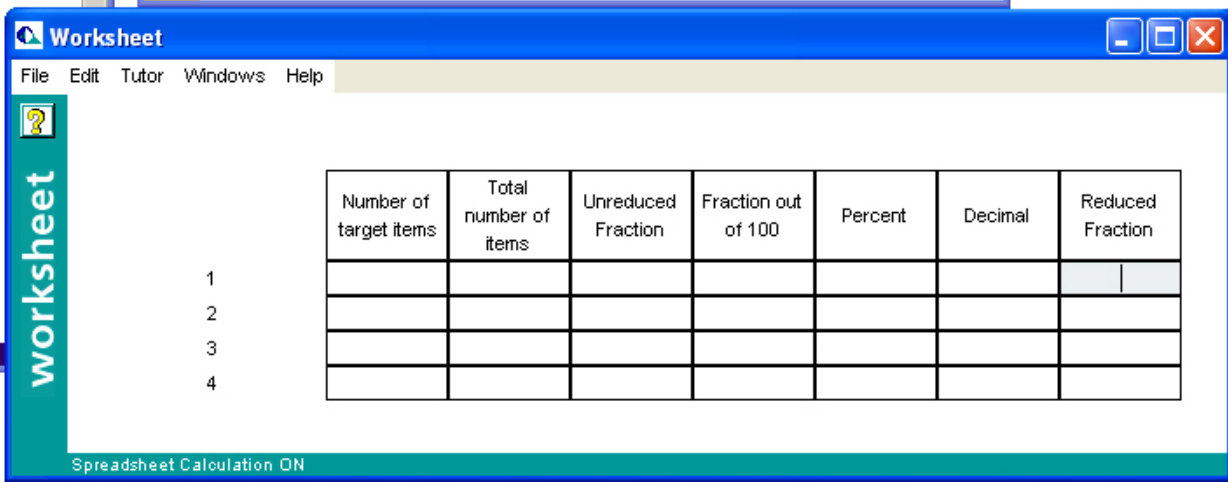 Worksheet
File Edit Tutor Windows Help
worksheet
Number of target items
Total number of items
Unreduced Fraction
Fraction out of 100
Percent
Decimal
Reduced Fraction
1
2
3
4
Spreadsheet Calculation ON